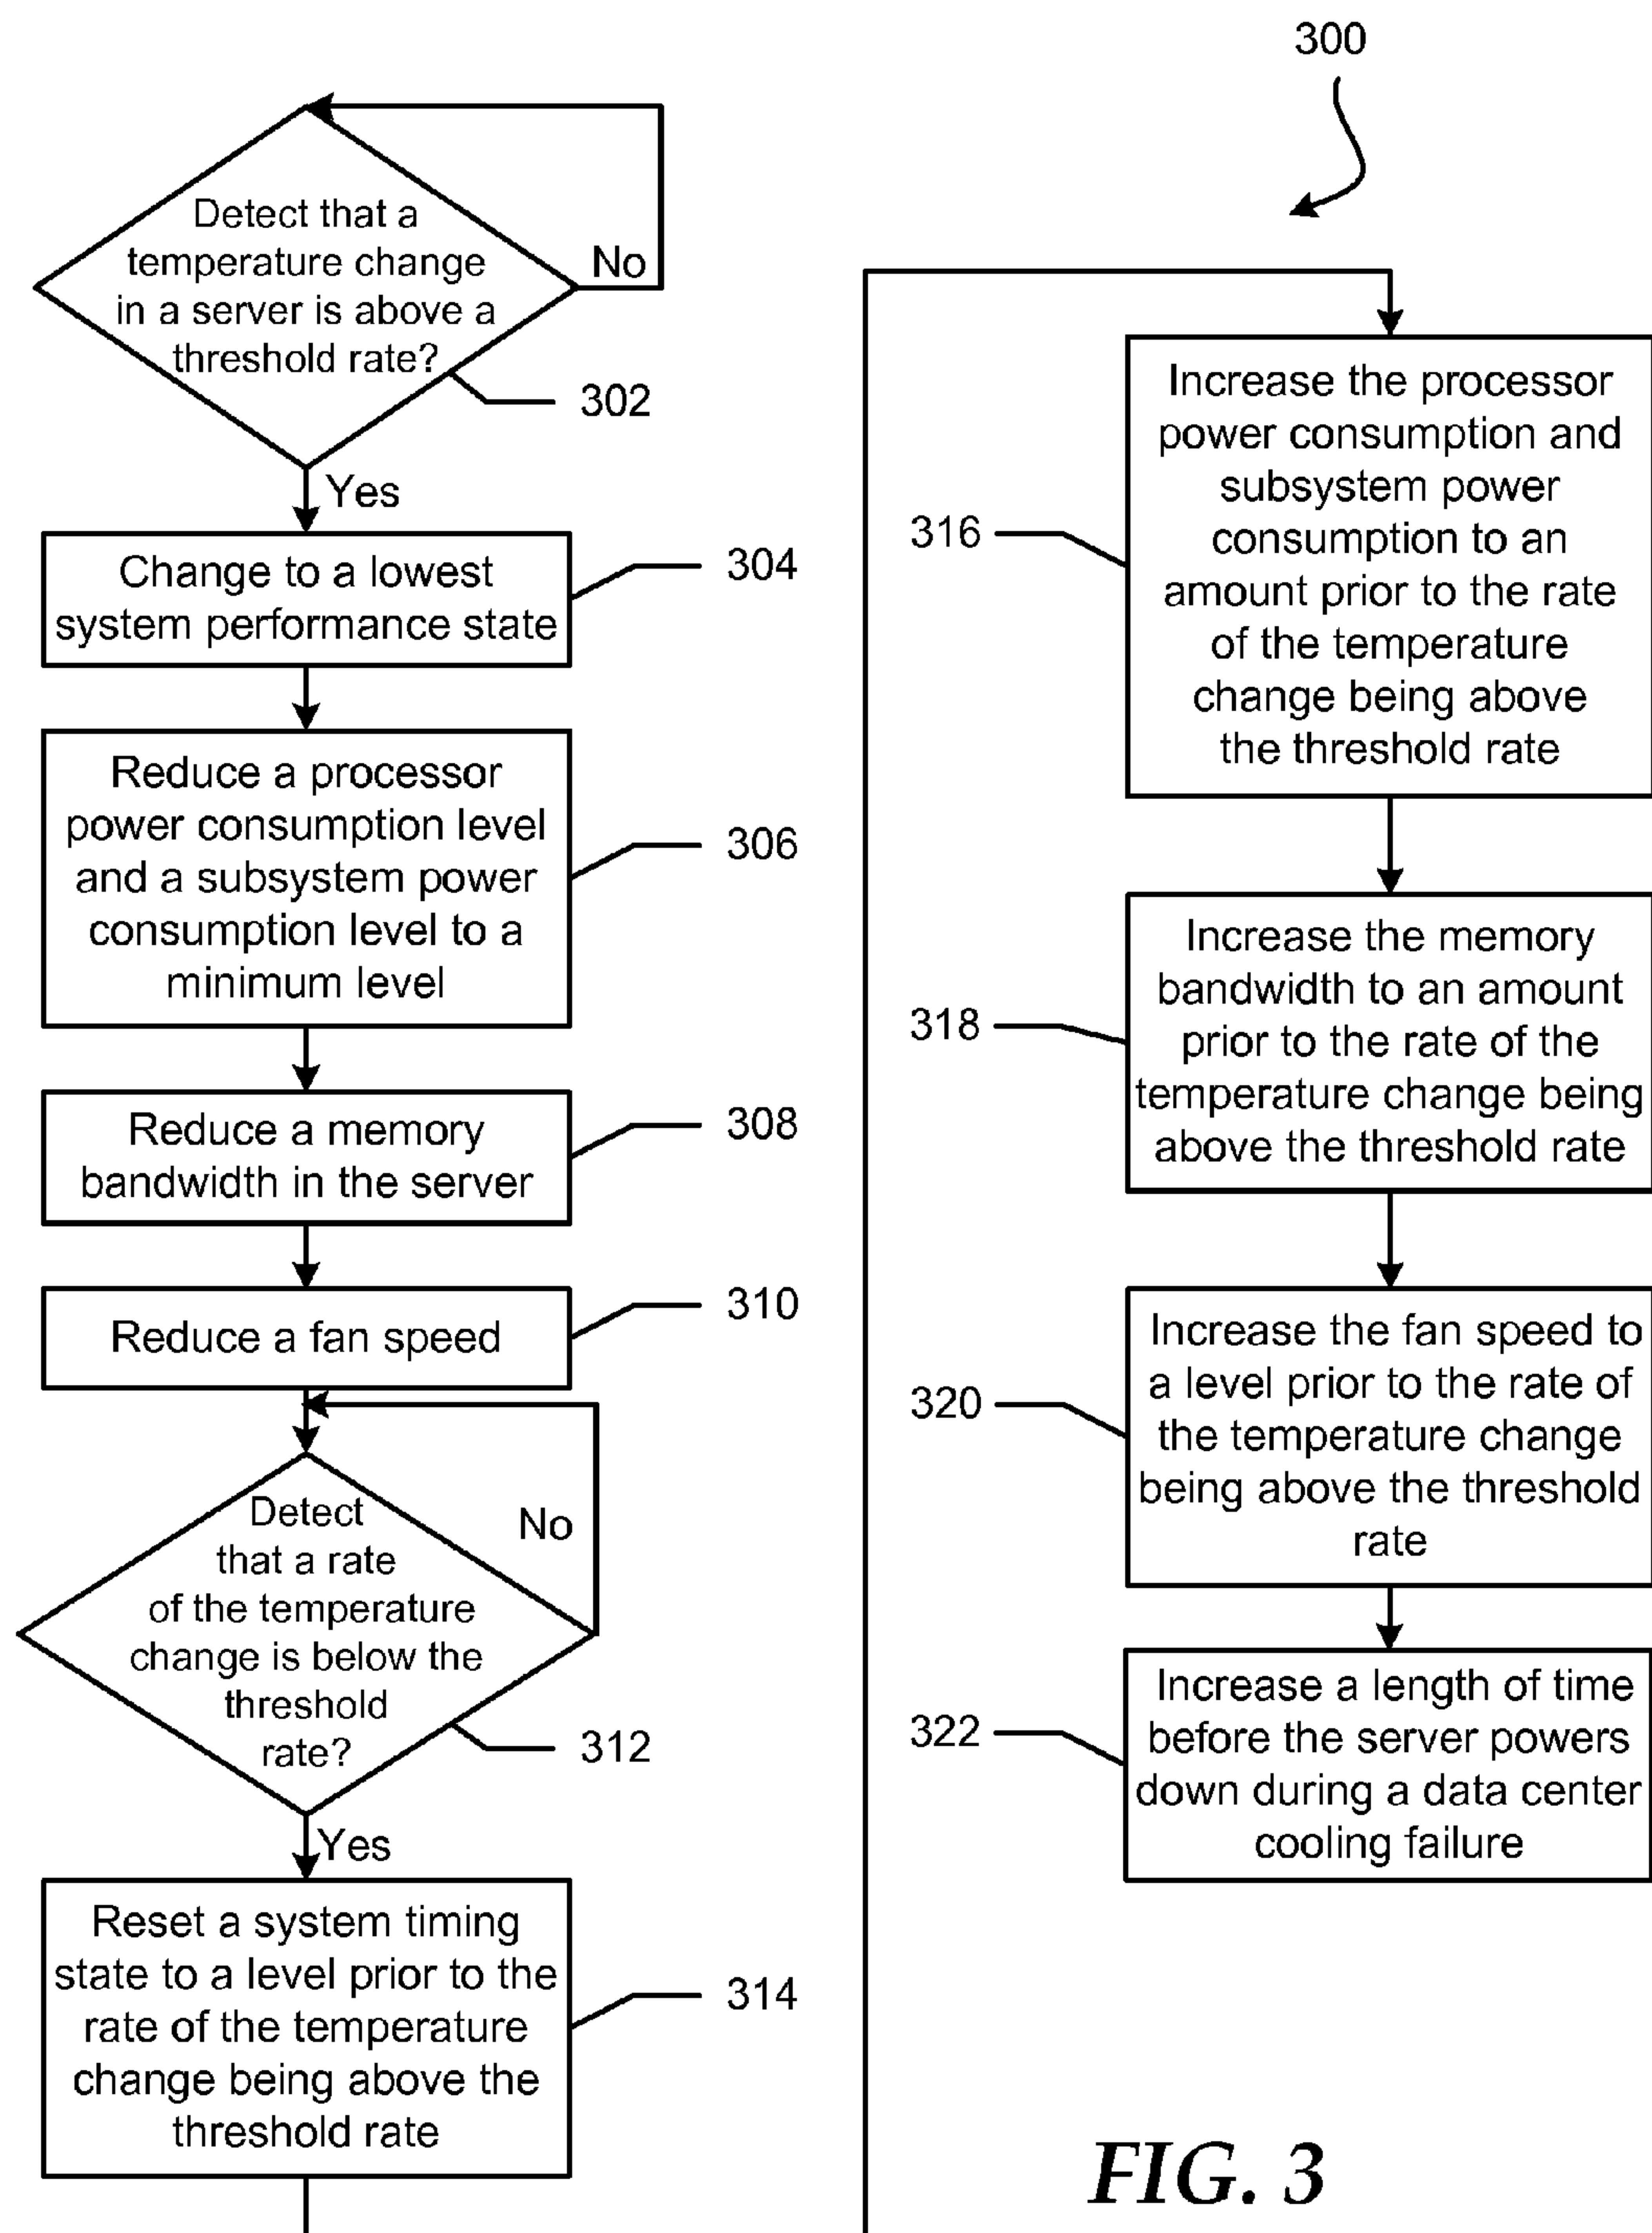 300
Detect that a
temperature change
in a server is above a
threshold rate?
No
302
Yes
Change to a lowest
system performance state
304
Reduce a processor
power consumption level
and a subsystem power
consumption level to a
minimum level
306
Reduce a memory
bandwidth in the server
308
Reduce a fan speed
310
Detect
that a rate
of the temperature
change is below the
threshold
rate?
No
312
Yes
Reset a system timing
state to a level prior to the
rate of the temperature
change being above the
threshold rate
314
Increase the processor
power consumption and
subsystem power
consumption to an
amount prior to the rate
of the temperature
change being above
the threshold rate
316
Increase the memory
bandwidth to an amount
prior to the rate of the
temperature change being
above the threshold rate
318
Increase the fan speed to
a level prior to the rate of
the temperature change
being above the threshold
rate
320
Increase a length of time
before the server powers
down during a data center
cooling failure
322
FIG. 3